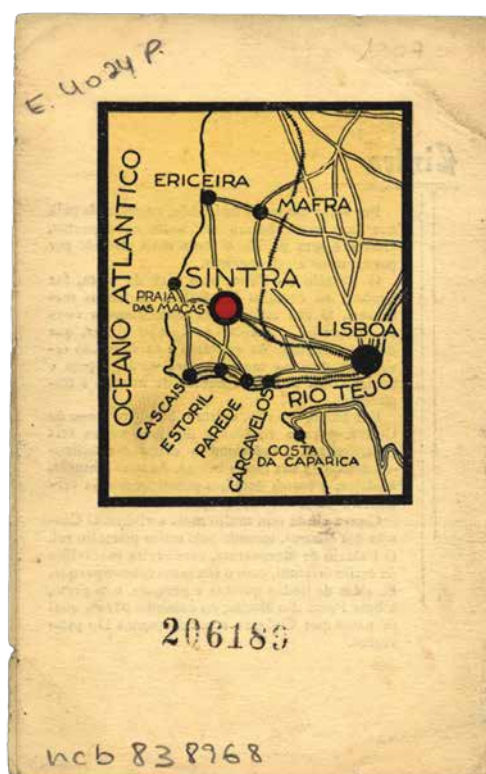 E. 4024 P.
OCEANO ATLANTICO
ERICEIRA
MAFRA
SINTRA
PRAIA
DAS MAÇÃS
LISBOA
CASCAIS
ESTORIL
PAREDE
CARCAVELOS
RIO TEJO
COSTA
DA CAPARICA
206189
ncb 838968